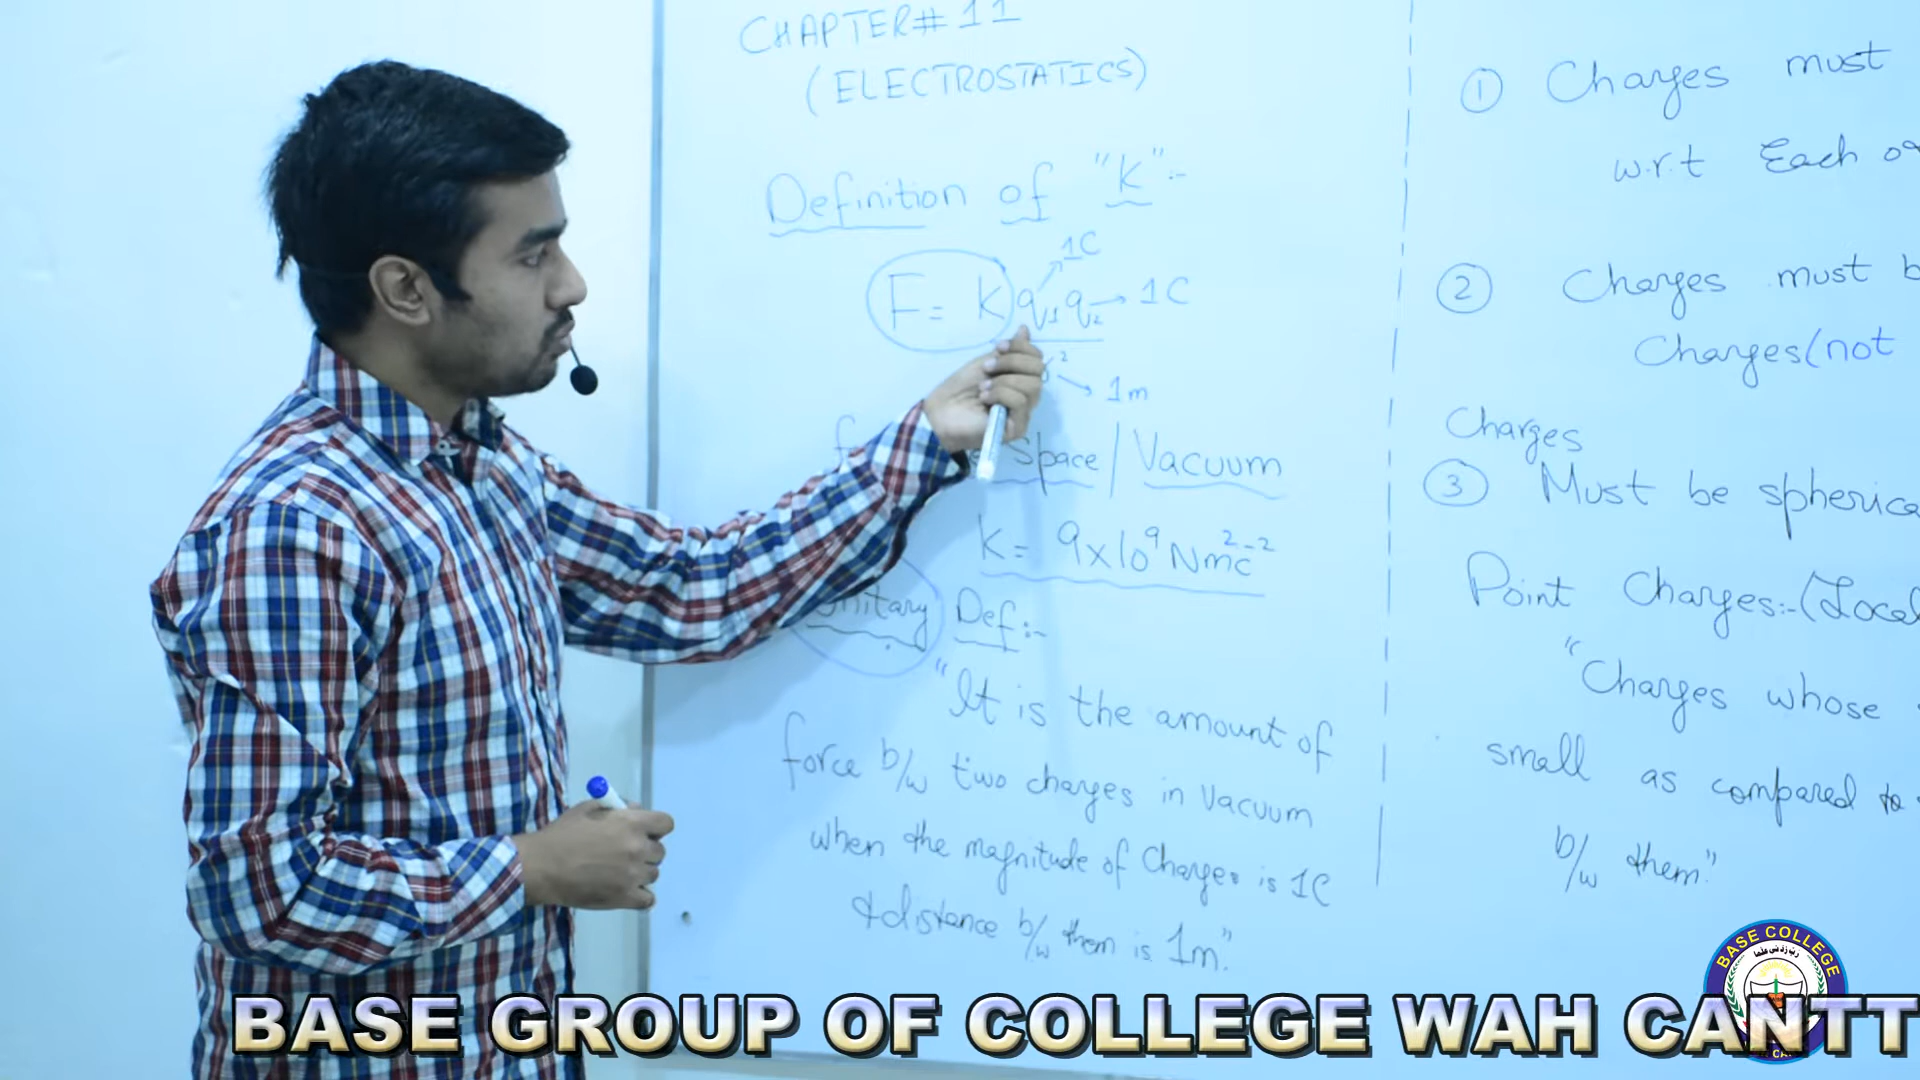 CHAPTER# 11
(ELECTROSTATICS)
Definition of "K":-
1C
F = K q₁ q₂ → 1C
² → 1m
Space / Vacuum
K = 9x10⁹ Nm²C⁻²
Def:-
"It is the amount of
force b/w two charges in Vacuum
when the magnitude of Charges is 1C
& distance b/w them is 1m".
① Charges must
w.r.t Each
② Charges must
Charges (not
Charges
③ Must be
Point Charges:-
"Charges whose
small as compared to
b/w them."
BASE COLLEGE
BASE GROUP OF COLLEGE WAH CANTT